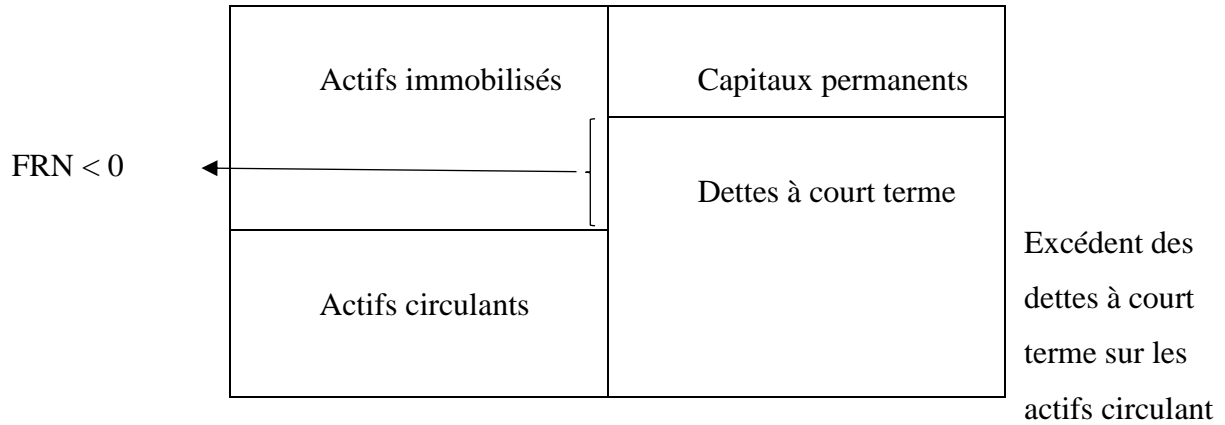 Actifs immobilisés
Capitaux permanents
FRN < 0
Dettes à court terme
Actifs circulants
Excédent des
dettes à court
terme sur les
actifs circulant